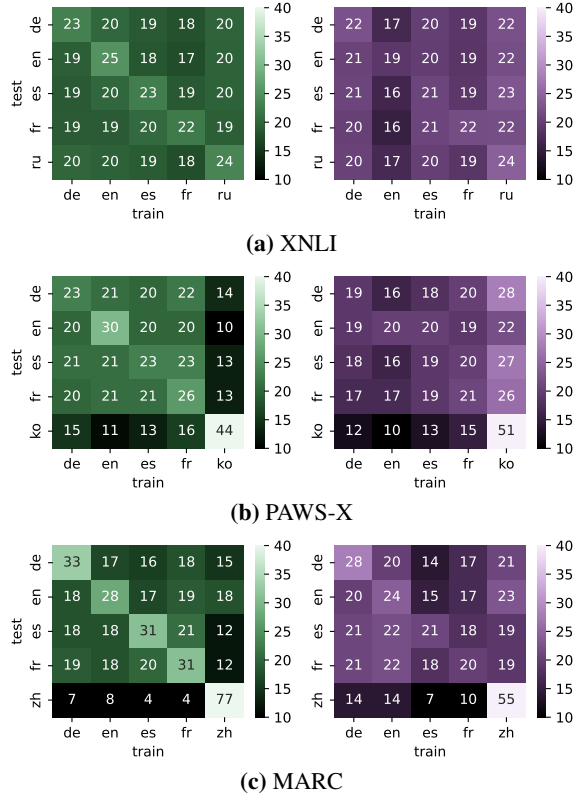 de 23 20 19 18 20 40 de 22 17 20 19 22 40
35 35
en 19 25 18 17 20 30 en 21 19 20 19 22 30
test es 19 20 23 19 20 25 es 21 16 21 19 23 25
fr 19 19 20 22 19 20 fr 20 16 21 22 22 20
15 15
ru 20 20 19 18 24 10 ru 20 17 20 19 24 10
de en es fr ru de en es fr ru
train train
(a) XNLI
de 23 21 20 22 14 40 de 19 16 18 20 28 40
35 35
en 20 30 20 20 10 30 en 19 20 20 19 22 30
test es 21 21 23 23 13 25 es 18 16 19 20 27 25
fr 20 21 21 26 13 20 fr 17 17 19 21 26 20
15 15
ko 15 11 13 16 44 10 ko 12 10 13 15 51 10
de en es fr ko de en es fr ko
train train
(b) PAWS-X
de 33 17 16 18 15 40 de 28 20 14 17 21 40
35 35
en 18 28 17 19 18 30 en 20 24 15 17 23 30
test es 18 18 31 21 12 25 es 21 22 21 18 19 25
fr 19 18 20 31 12 20 fr 21 22 18 20 19 20
15 15
zh 7 8 4 4 77 10 zh 14 14 7 10 55 10
de en es fr zh de en es fr zh
train train
(c) MARC